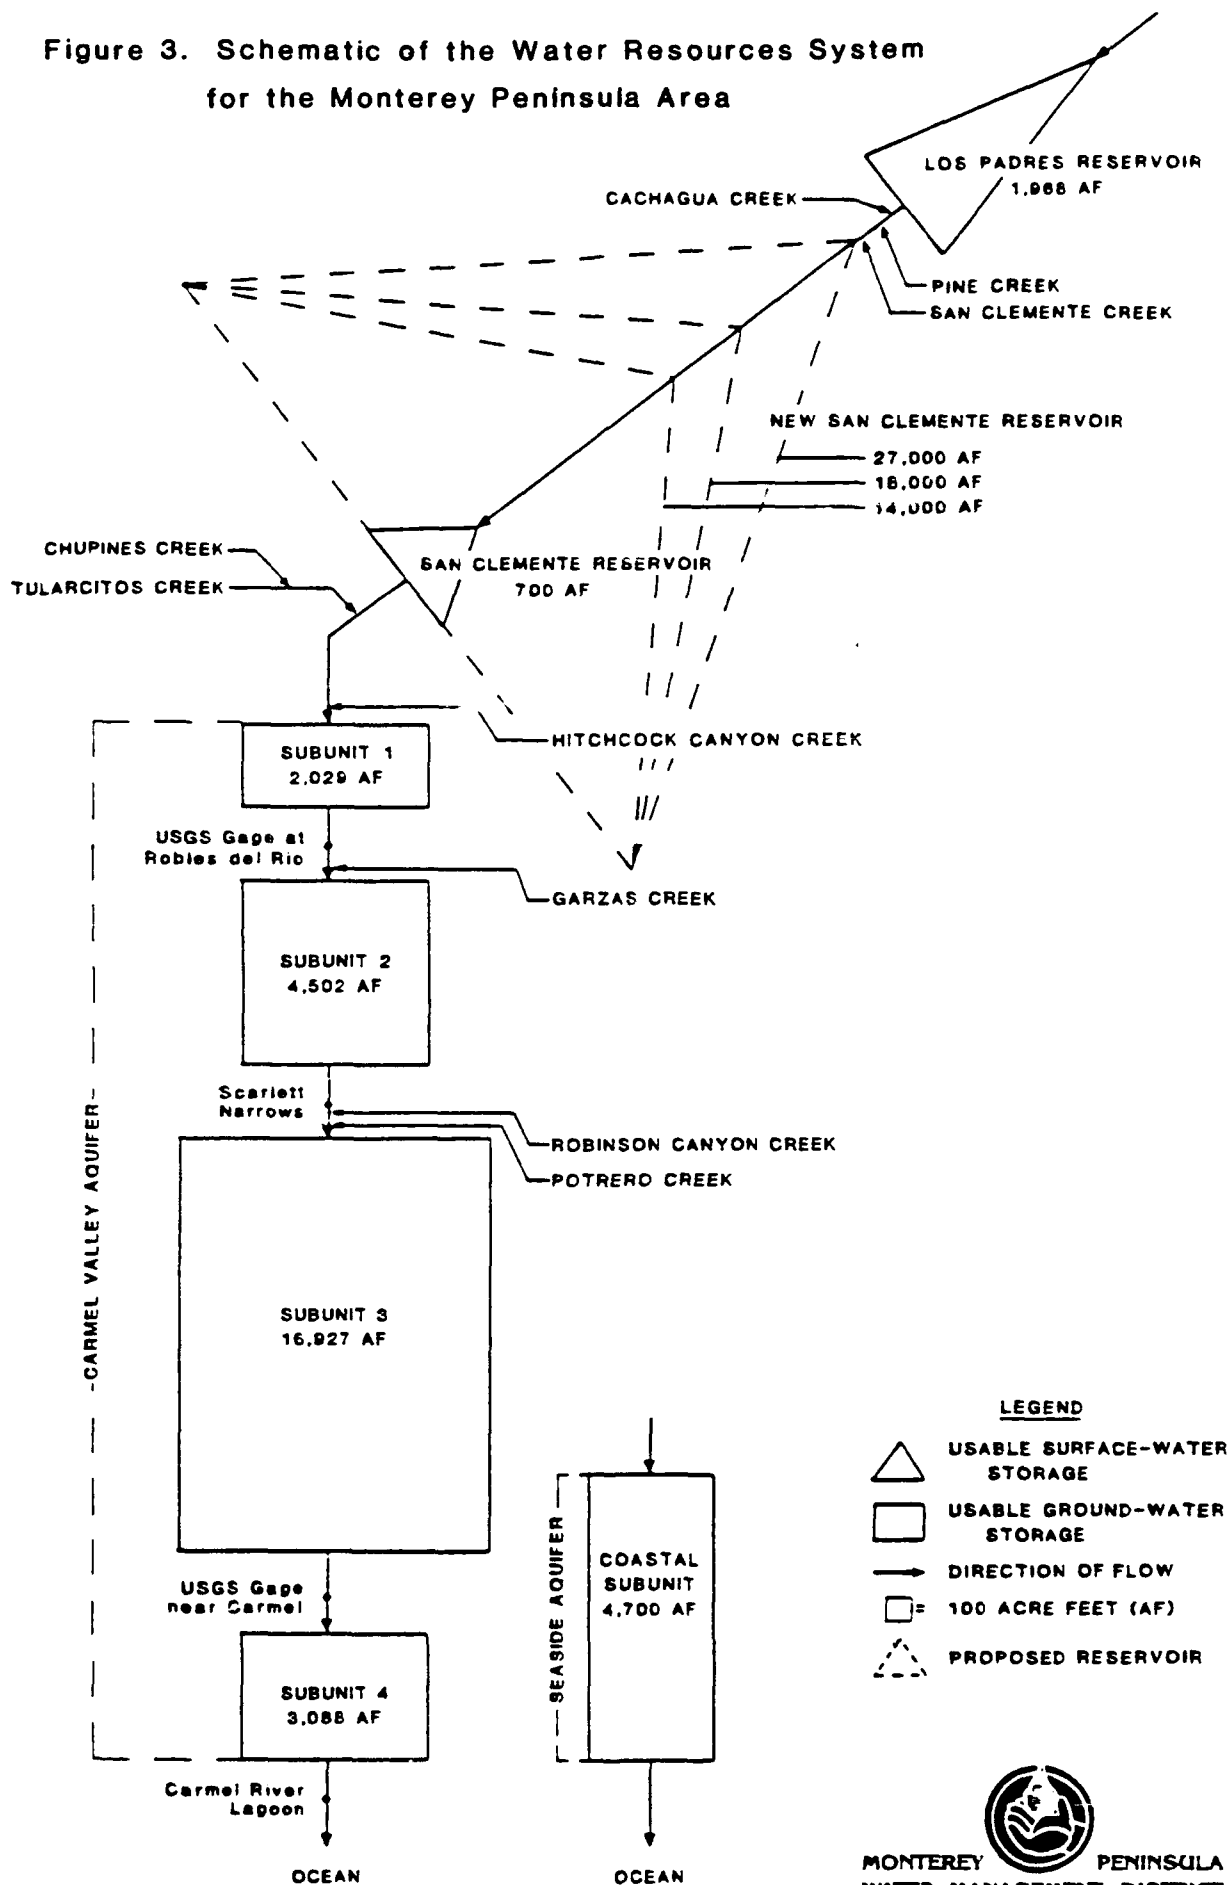 Figure 3. Schematic of the Water Resources System
for the Monterey Peninsula Area
LOS PADRES RESERVOIR
1,968 AF
CACHAGUA CREEK
PINE CREEK
SAN CLEMENTE CREEK
NEW SAN CLEMENTE RESERVOIR
27,000 AF
18,000 AF
14,000 AF
CHUPINES CREEK
SAN CLEMENTE RESERVOIR
700 AF
TULARCITOS CREEK
HITCHCOCK CANYON CREEK
SUBUNIT 1
2,029 AF
USGS Gage at
Robles del Rio
GARZAS CREEK
SUBUNIT 2
4,502 AF
Scarlett
Narrows
ROBINSON CANYON CREEK
POTRERO CREEK
CARMEL VALLEY AQUIFER
SUBUNIT 3
16,927 AF
USGS Gage
near Carmel
SUBUNIT 4
3,088 AF
Carmel River
Lagoon
OCEAN
SEASIDE AQUIFER
COASTAL
SUBUNIT
4,700 AF
OCEAN
LEGEND
USABLE SURFACE-WATER
STORAGE
USABLE GROUND-WATER
STORAGE
DIRECTION OF FLOW
= 100 ACRE FEET (AF)
PROPOSED RESERVOIR
MONTEREY PENINSULA
WATER MANAGEMENT DISTRICT